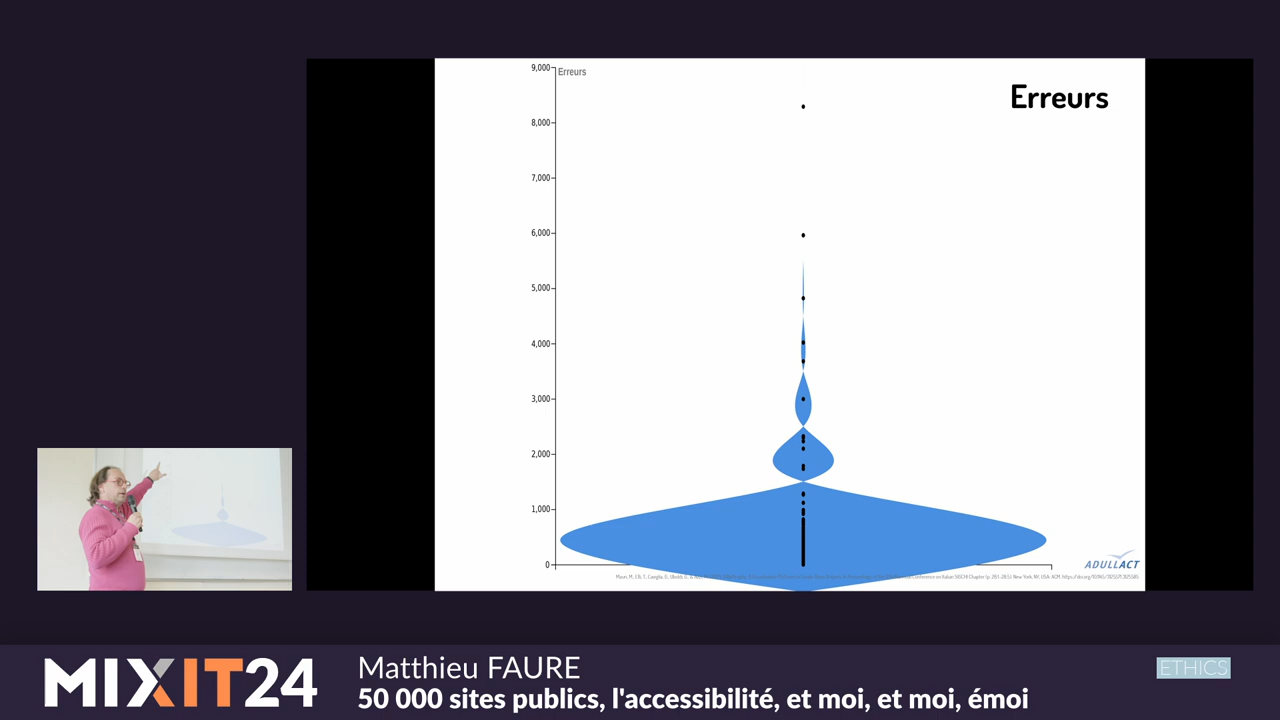 9,000
Erreurs
Erreurs
8,000
7,000
6,000
5,000
4,000
3,000
2,000
1,000
0
ADULLACT
MIXIT24
Matthieu FAURE
ETHICS
50 000 sites publics, l'accessibilité, et moi, et moi, émoi